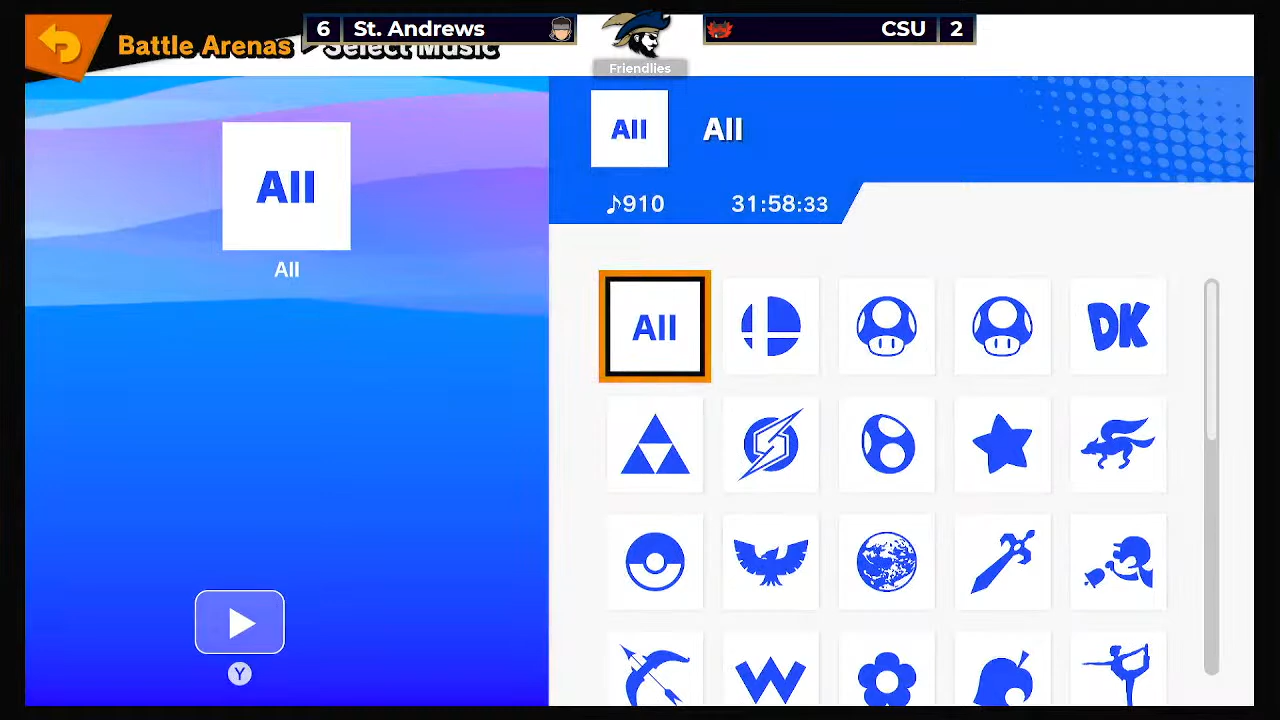 6 St. Andrews
CSU 2
Battle Arenas
Select Music
Friendlies
All
All
All
All
♪910 31:58:33
All
DK
Y